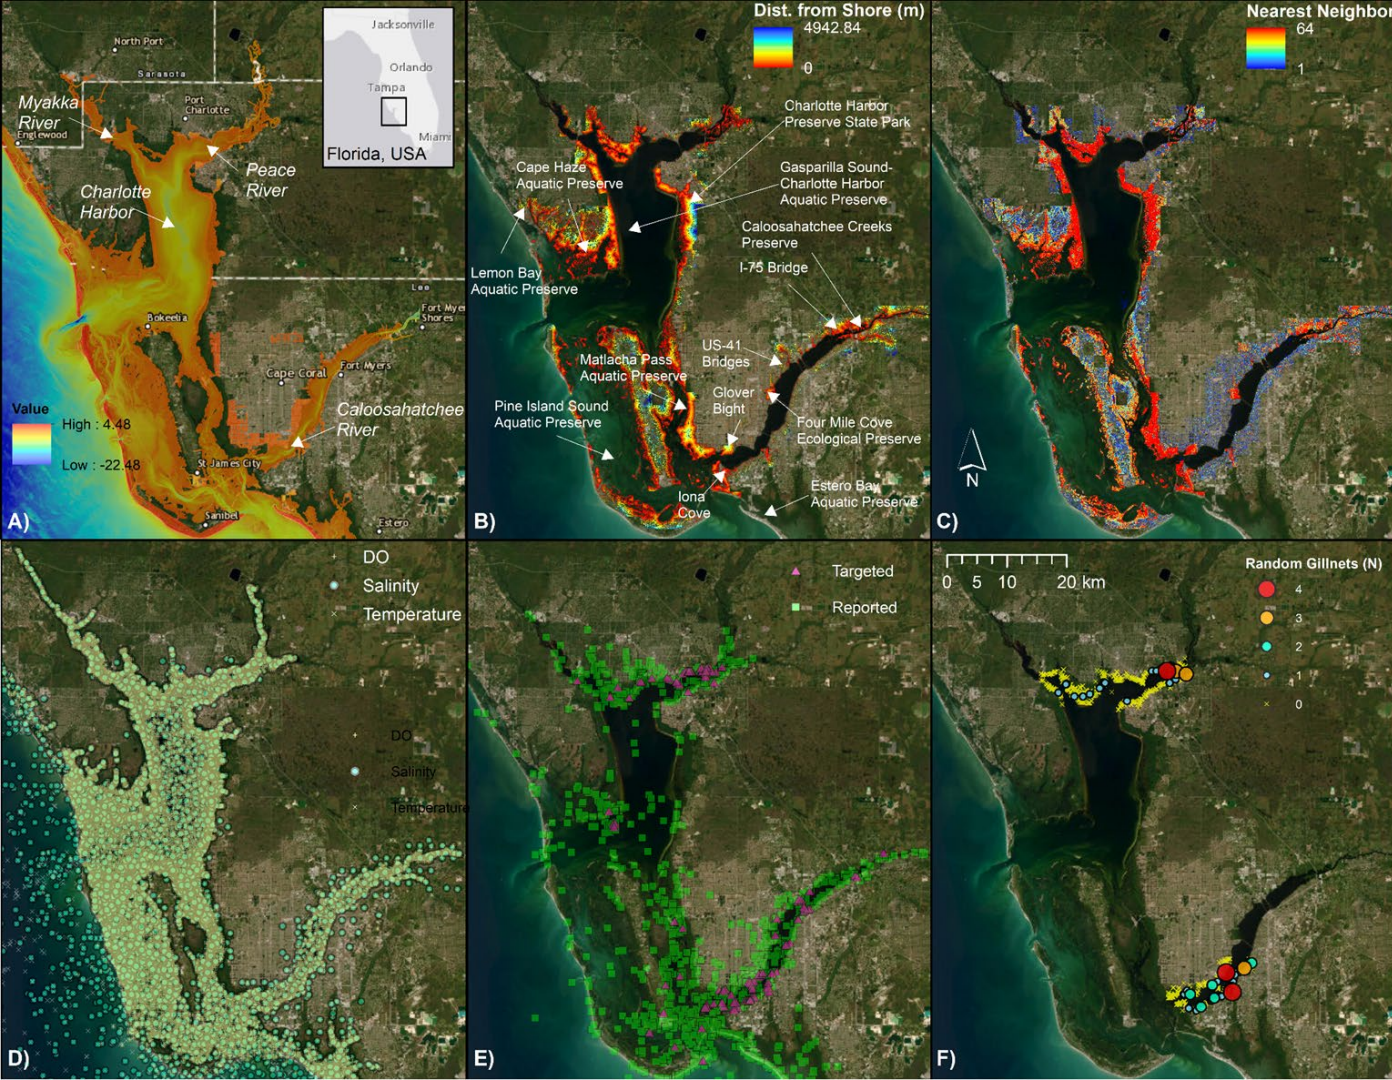 North Port
Sarasota
Myakka
River
Englewood
Port
Charlotte
Peace
River
Charlotte
Harbor
Jacksonville
Orlando
Tampa
Miami
Florida, USA
Bokeelia
Lee
Fort Myer
Shores
Fort Myers
Cape Coral
Caloosahatchee
River
Value
High : 4.48
Low : -22.48
St James City
Sanibel
Estero
A)
Dist. from Shore (m)
4942.84
0
Charlotte Harbor
Preserve State Park
Cape Haze
Aquatic Preserve
Gasparilla Sound-
Charlotte Harbor
Aquatic Preserve
Caloosahatchee Creeks
Preserve
I-75 Bridge
Lemon Bay
Aquatic Preserve
US-41
Bridges
Matlacha Pass
Aquatic Preserve
Glover
Bight
Pine Island Sound
Aquatic Preserve
Four Mile Cove
Ecological Preserve
Iona
Cove
Estero Bay
Aquatic Preserve
B)
Nearest Neighbor
64
1
N
C)
DO
Salinity
Temperature
DO
Salinity
Temperature
D)
Targeted
Reported
E)
0 5 10 20 km
Random Gillnets (N)
4
3
2
1
0
F)